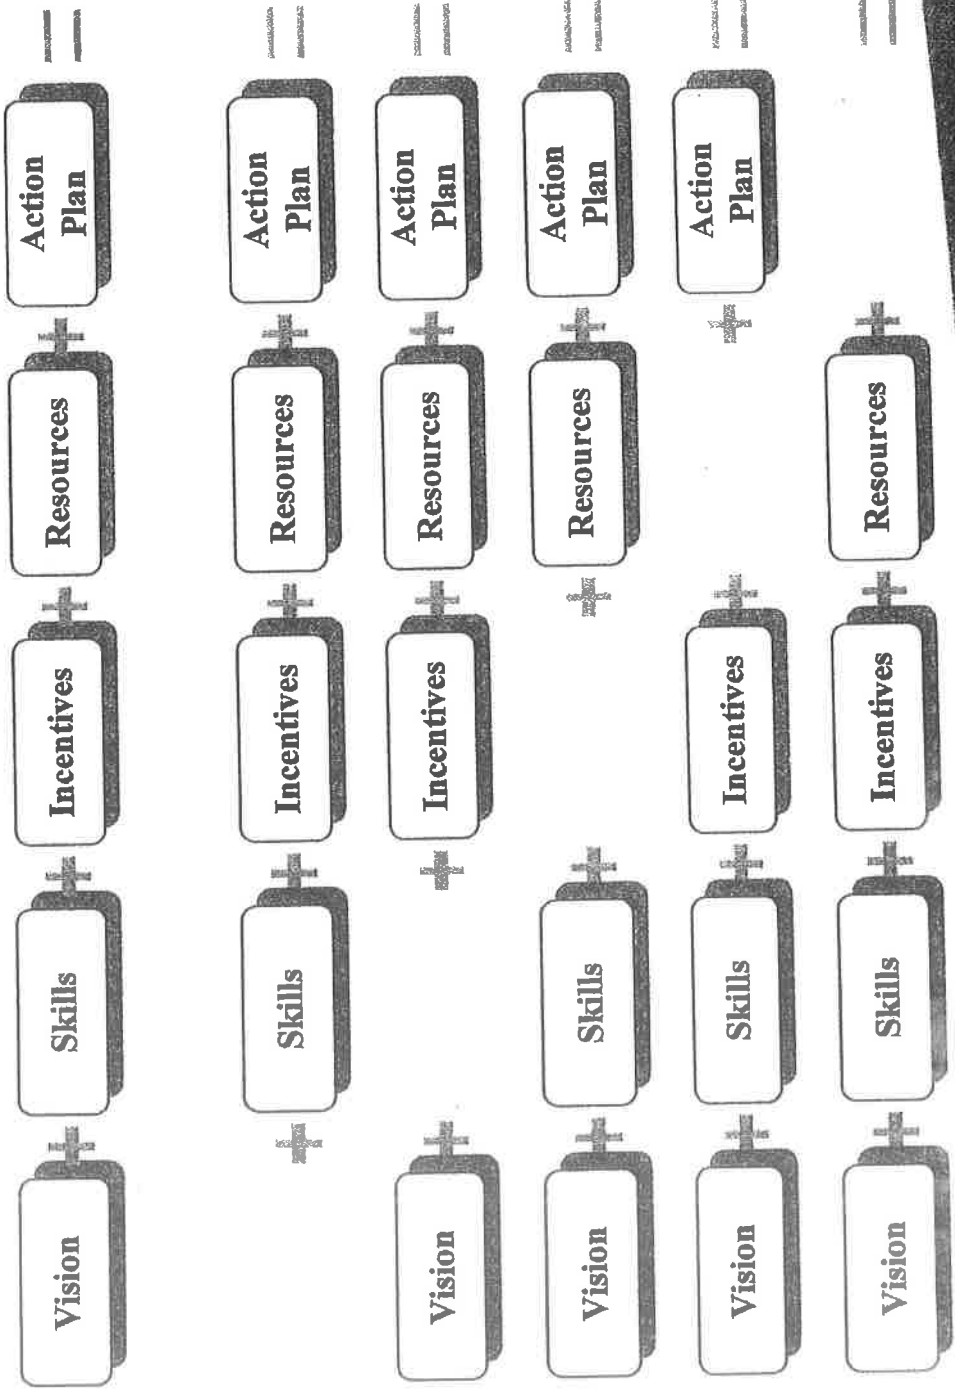 Vision + Skills + Incentives + Resources + Action Plan =
+ Skills + Incentives + Resources + Action Plan =
Vision + + Incentives + Resources + Action Plan =
Vision + Skills + + Resources + Action Plan =
Vision + Skills + Incentives + + Action Plan =
Vision + Skills + Incentives + Resources + =